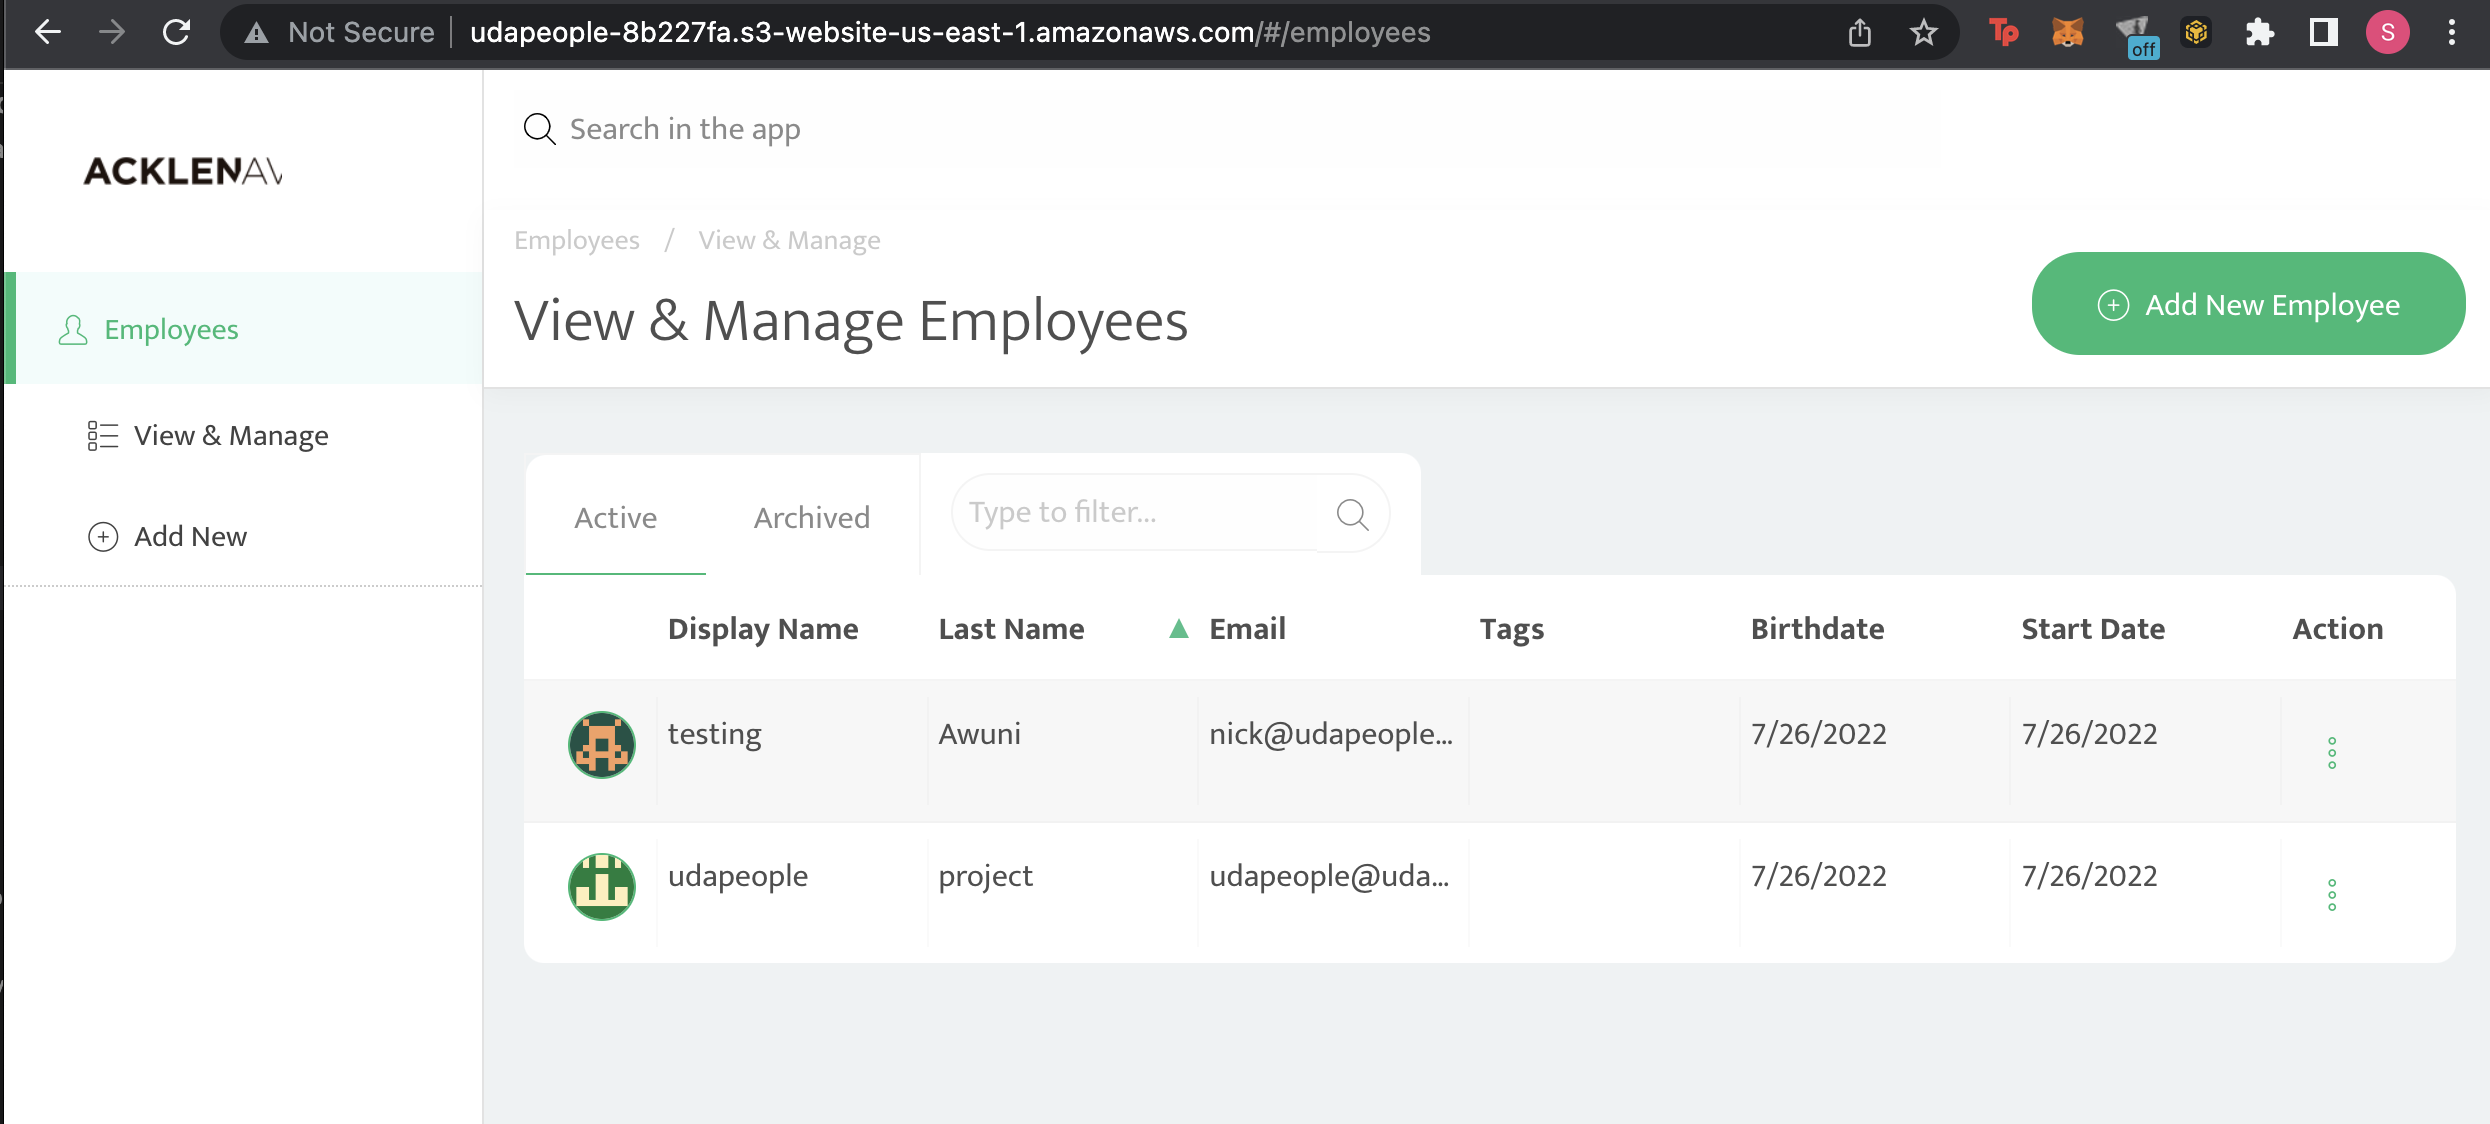 Not Secure
udapeople-8b227fa.s3-website-us-east-1.amazonaws.com/#/employees
Tp
off
S
ACKLENAV
Search in the app
Employees / View & Manage
View & Manage Employees
Add New Employee
Employees
View & Manage
Add New
Active
Archived
Type to filter...
Display Name Last Name Email Tags Birthdate Start Date Action
testing Awuni nick@udapeople... 7/26/2022 7/26/2022
udapeople project udapeople@uda... 7/26/2022 7/26/2022